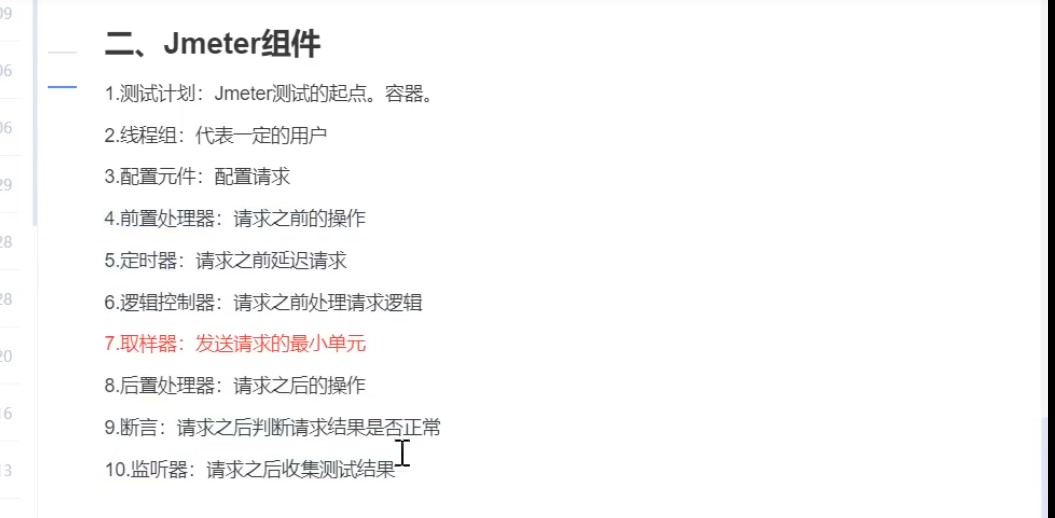 二、Jmeter组件
1.测试计划：Jmeter测试的起点。容器。
2.线程组：代表一定的用户
3.配置元件：配置请求
4.前置处理器：请求之前的操作
5.定时器：请求之前延迟请求
6.逻辑控制器：请求之前处理请求逻辑
7.取样器：发送请求的最小单元
8.后置处理器：请求之后的操作
9.断言：请求之后判断请求结果是否正常
10.监听器：请求之后收集测试结果
09
06
06
29
28
28
20
16
13